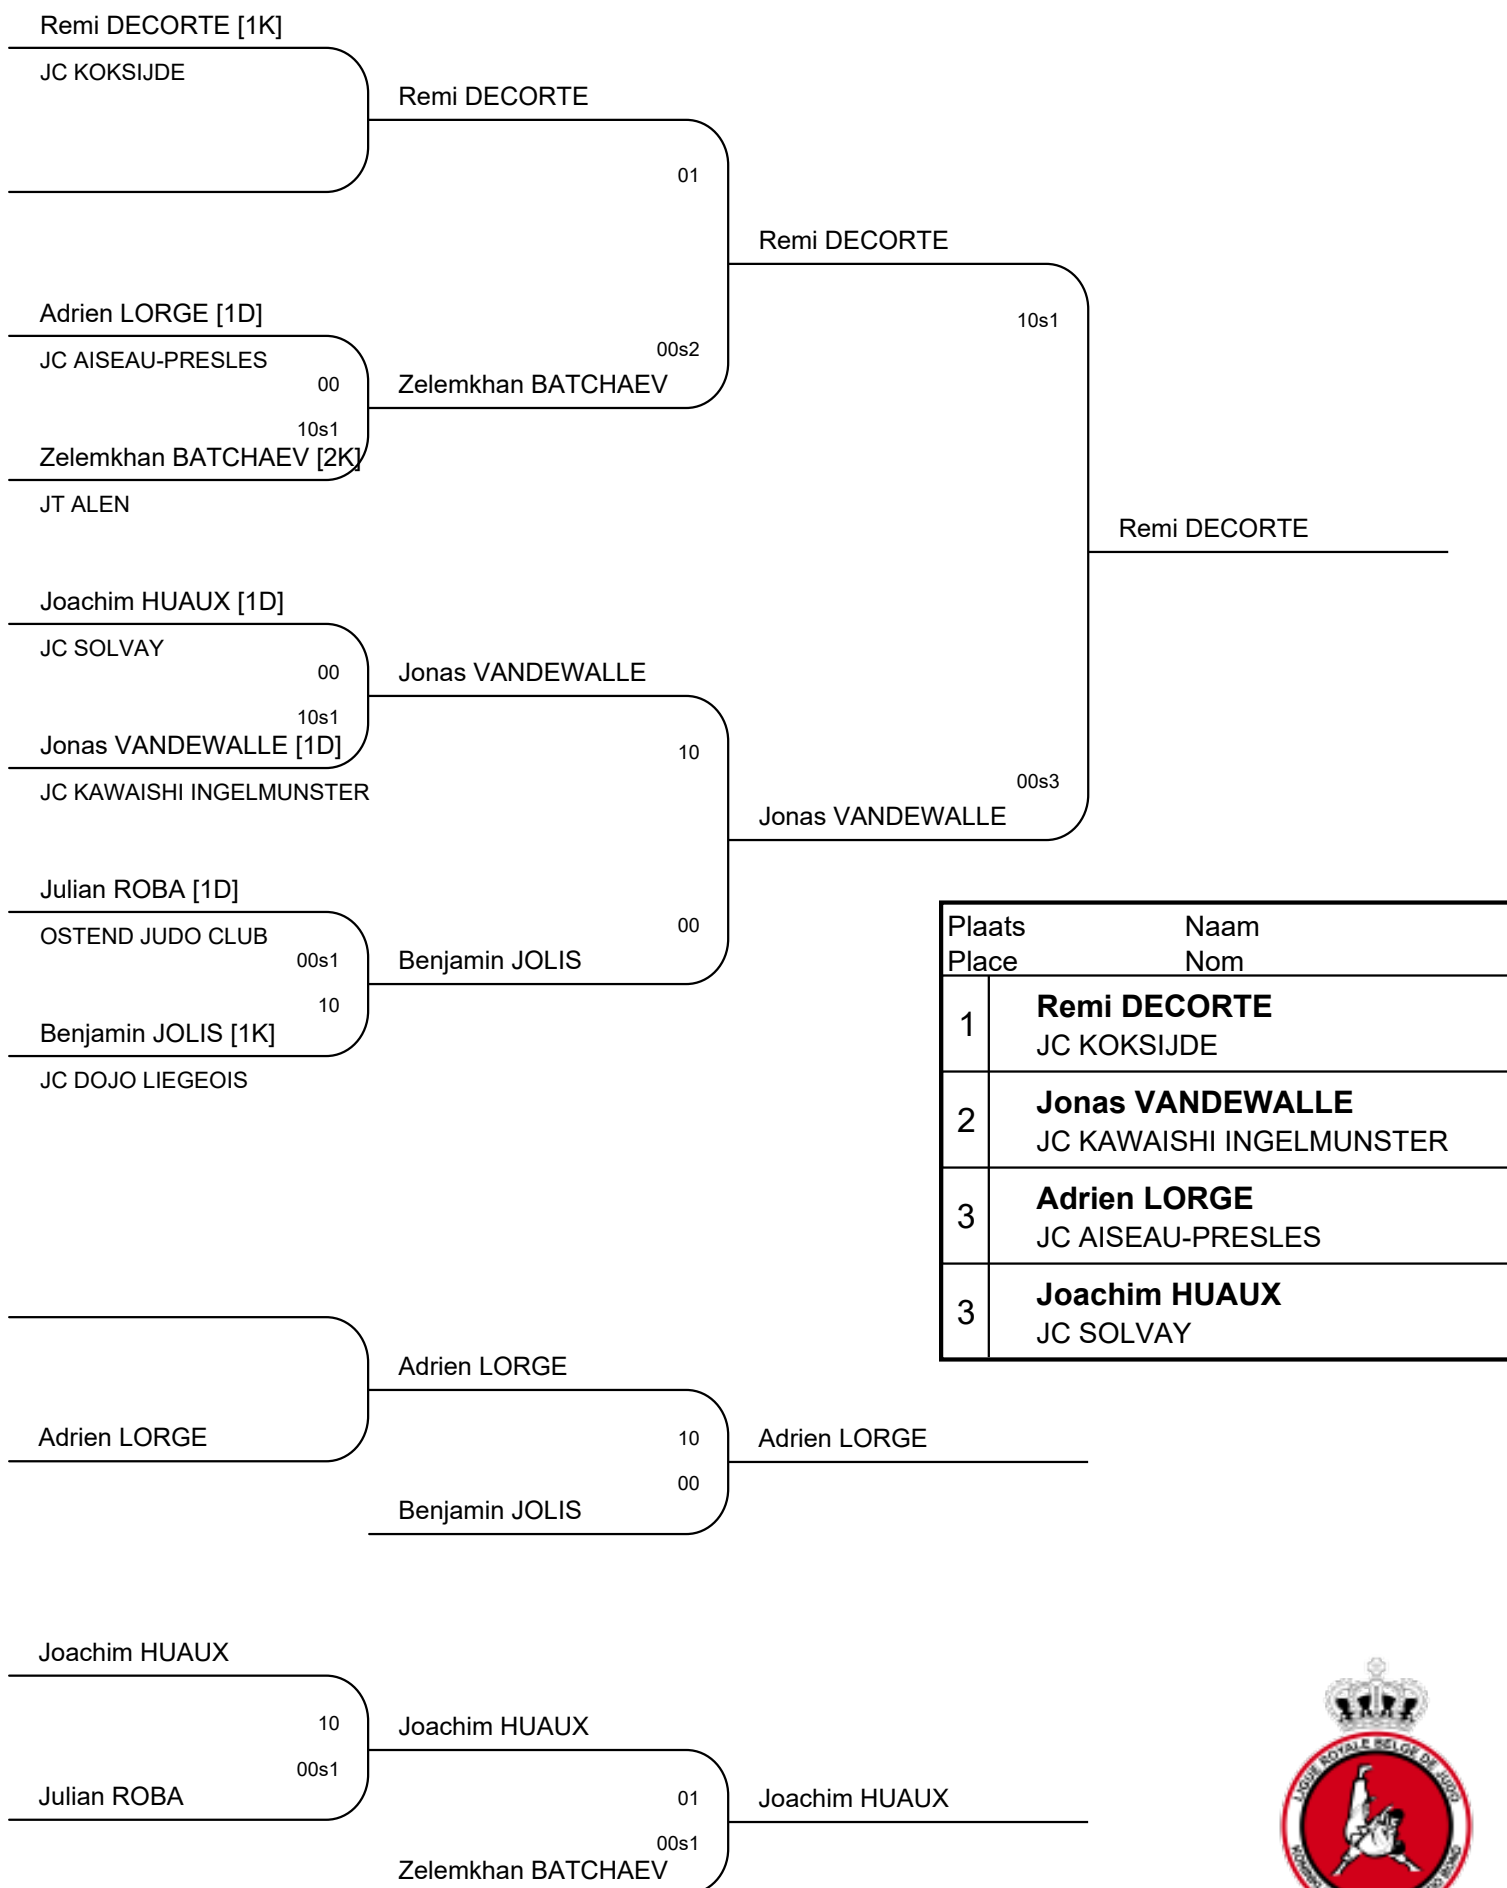 Remi DECORTE [1K]
JC KOKSIJDE
Remi DECORTE
01
Remi DECORTE
Adrien LORGE [1D]
10s1
JC AISEAU-PRESLES
00s2
00
Zelemkhan BATCHAEV
10s1
Zelemkhan BATCHAEV [2K]
JT ALEN
Remi DECORTE
Joachim HUAUX [1D]
JC SOLVAY
00
Jonas VANDEWALLE
10s1
Jonas VANDEWALLE [1D]
10
JC KAWAISHI INGELMUNSTER
00s3
Jonas VANDEWALLE
Julian ROBA [1D]
OSTEND JUDO CLUB
00
00s1
Benjamin JOLIS
10
Benjamin JOLIS [1K]
JC DOJO LIEGEOIS
Plaats Naam
Place Nom
1 Remi DECORTE
JC KOKSIJDE
2 Jonas VANDEWALLE
JC KAWAISHI INGELMUNSTER
3 Adrien LORGE
JC AISEAU-PRESLES
3 Joachim HUAUX
JC SOLVAY
Adrien LORGE
Adrien LORGE
10
Adrien LORGE
00
Benjamin JOLIS
Joachim HUAUX
10
Joachim HUAUX
00s1
Julian ROBA
01
Joachim HUAUX
00s1
Zelemkhan BATCHAEV
LIGUE ROYALE BELGE DE JUDO